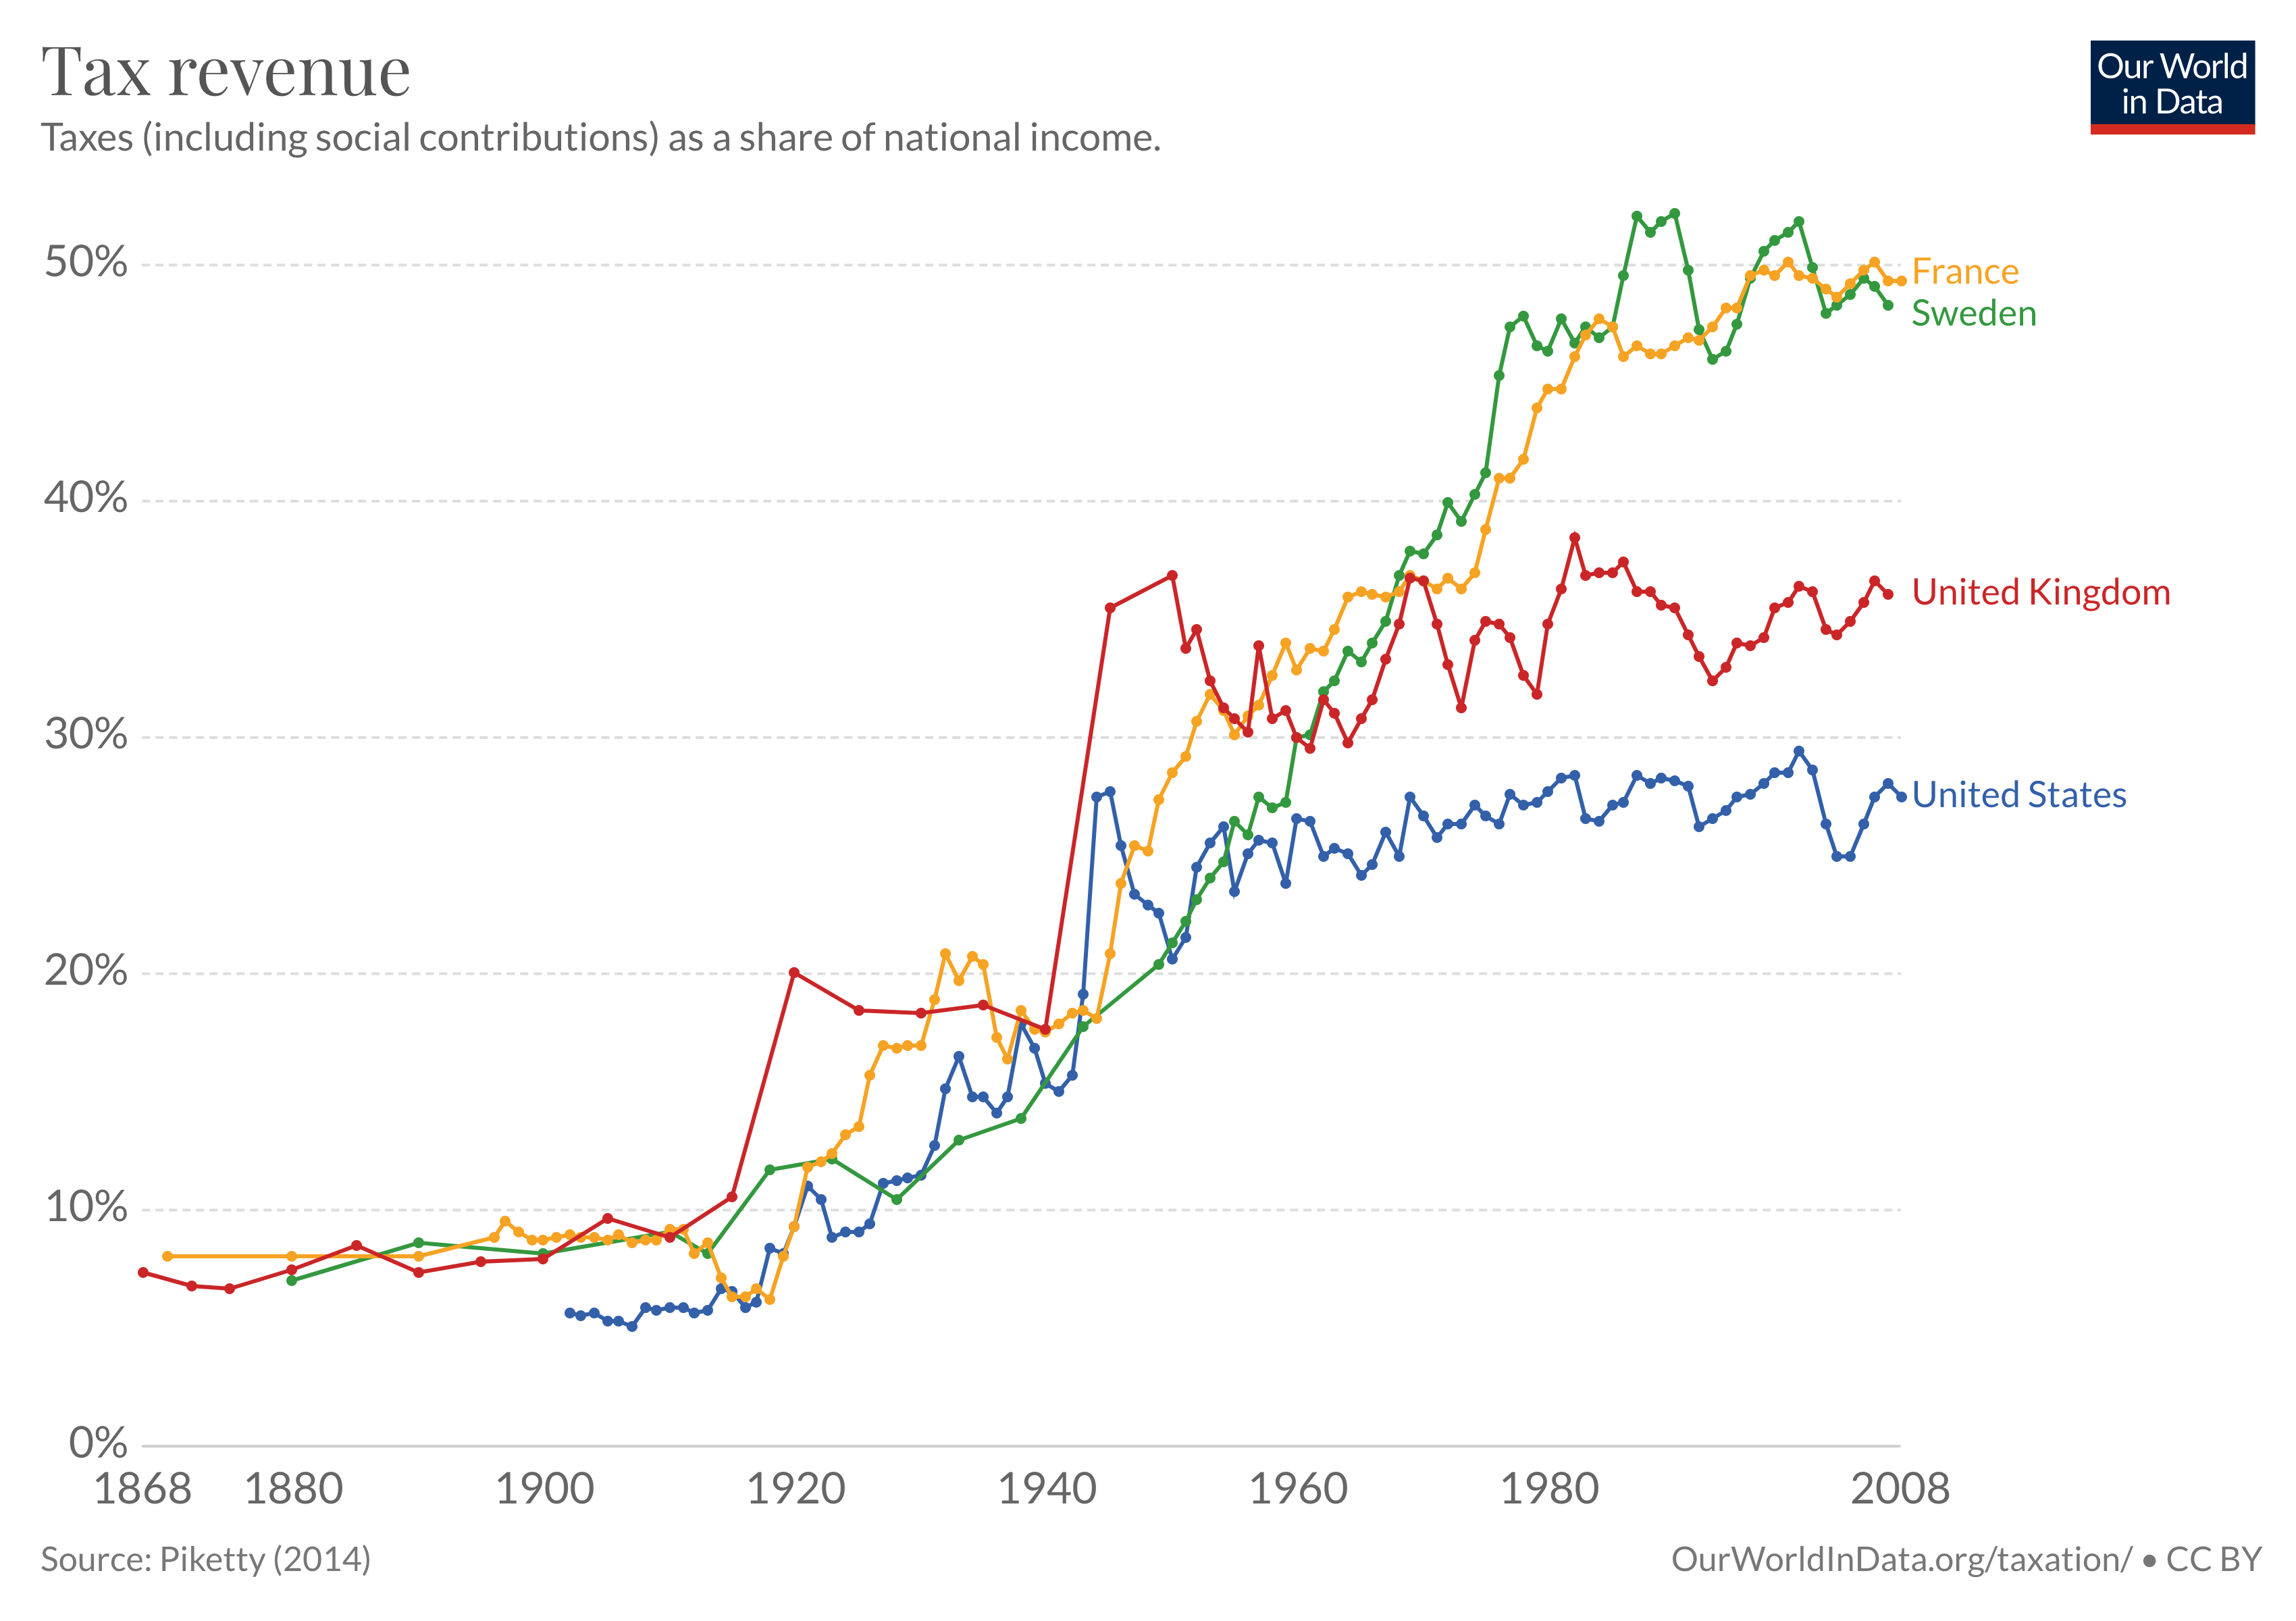 Tax revenue
Taxes (including social contributions) as a share of national income.
Our World
in Data
50%
40%
30%
20%
10%
0%
France
Sweden
United Kingdom
United States
1868 1880 1900 1920 1940 1960 1980 2008
Source: Piketty (2014)
OurWorldInData.org/taxation/ • CC BY